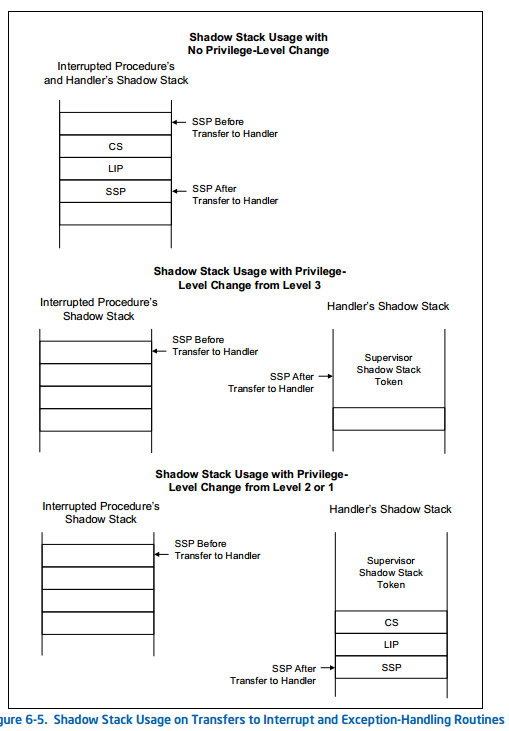 Shadow Stack Usage with
No Privilege-Level Change
Interrupted Procedure's
and Handler's Shadow Stack
SSP Before
Transfer to Handler
CS
LIP
SSP
SSP After
Transfer to Handler
Shadow Stack Usage with Privilege-
Level Change from Level 3
Interrupted Procedure's
Shadow Stack
Handler's Shadow Stack
SSP Before
Transfer to Handler
Supervisor
Shadow Stack
Token
SSP After
Transfer to Handler
Shadow Stack Usage with Privilege-
Level Change from Level 2 or 1
Interrupted Procedure's
Shadow Stack
Handler's Shadow Stack
SSP Before
Transfer to Handler
Supervisor
Shadow Stack
Token
CS
LIP
SSP
SSP After
Transfer to Handler
gure 6-5. Shadow Stack Usage on Transfers to Interrupt and Exception-Handling Routines